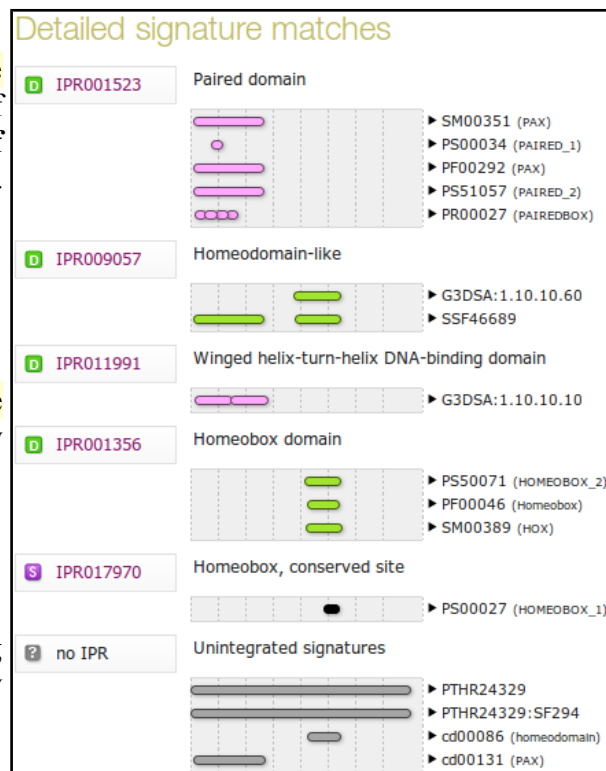 Detailed signature matches
D IPR001523 Paired domain
SM00351 (PAX)
PS00034 (PAIRED_1)
PF00292 (PAX)
PS51057 (PAIRED_2)
PR00027 (PAIREDBOX)
D IPR009057 Homeodomain-like
G3DSA:1.10.10.60
SSF46689
D IPR011991 Winged helix-turn-helix DNA-binding domain
G3DSA:1.10.10.10
D IPR001356 Homeobox domain
PS50071 (HOMEOBOX_2)
PF00046 (Homeobox)
SM00389 (HOX)
S IPR017970 Homeobox, conserved site
PS00027 (HOMEOBOX_1)
? no IPR Unintegrated signatures
PTHR24329
PTHR24329:SF294
cd00086 (homeodomain)
cd00131 (PAX)